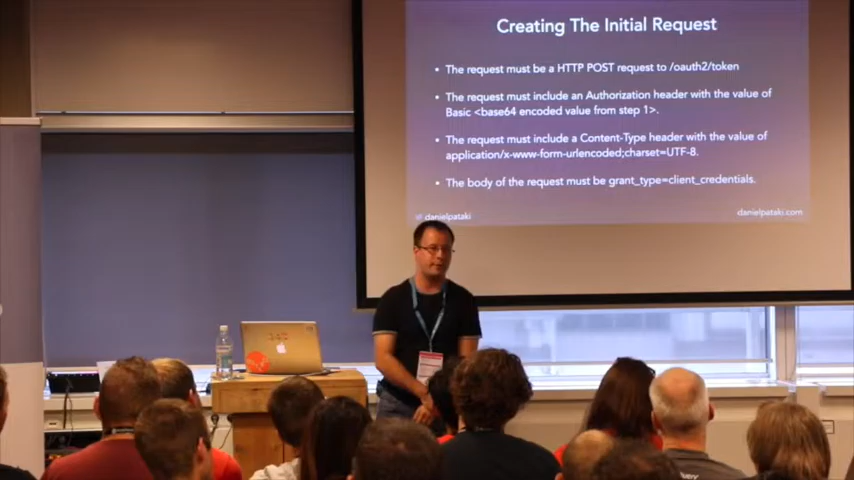 Creating The Initial Request
• The request must be a HTTP POST request to /oauth2/token
• The request must include an Authorization header with the value of
Basic <base64 encoded value from step 1>.
• The request must include a Content-Type header with the value of
application/x-www-form-urlencoded;charset=UTF-8.
• The body of the request must be grant_type=client_credentials.
@danielpataki
danielpataki.com